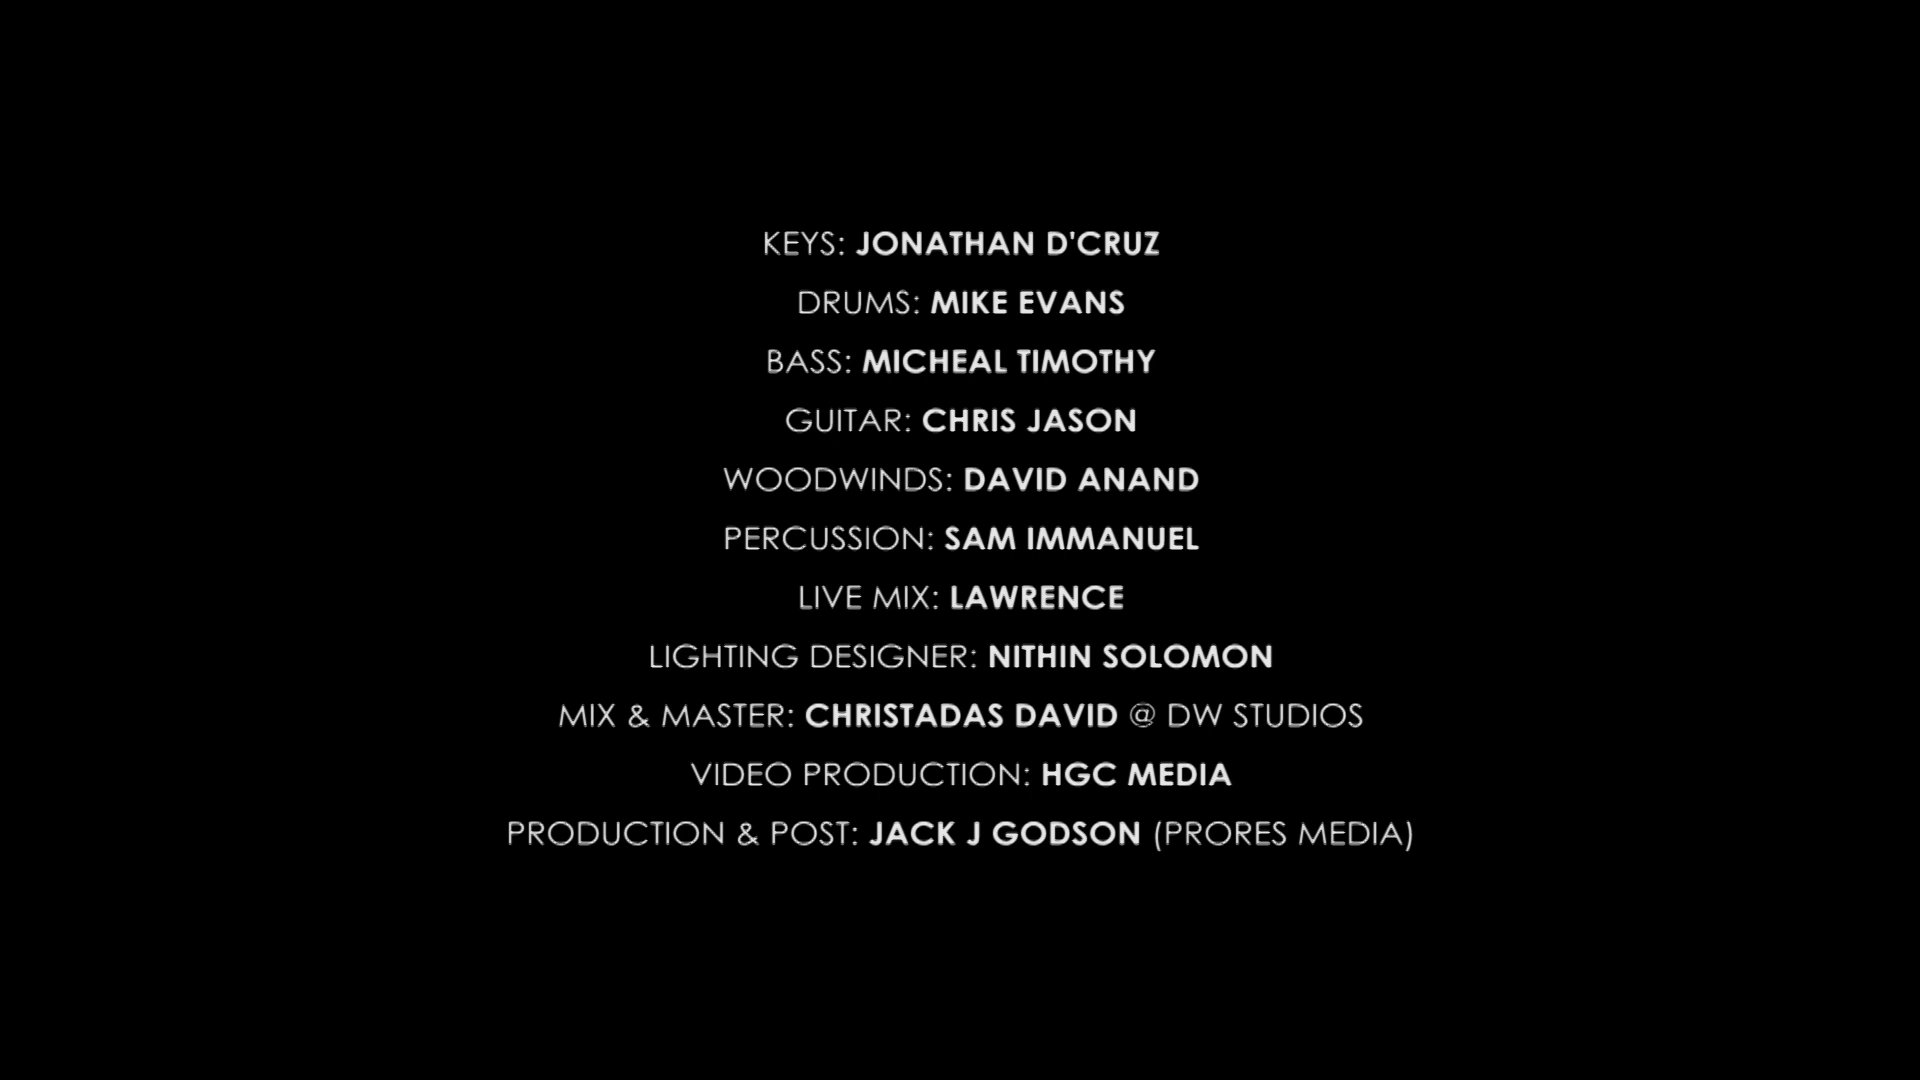 KEYS: JONATHAN D'CRUZ
DRUMS: MIKE EVANS
BASS: MICHEAL TIMOTHY
GUITAR: CHRIS JASON
WOODWINDS: DAVID ANAND
PERCUSSION: SAM IMMANUEL
LIVE MIX: LAWRENCE
LIGHTING DESIGNER: NITHIN SOLOMON
MIX & MASTER: CHRISTADAS DAVID @ DW STUDIOS
VIDEO PRODUCTION: HGC MEDIA
PRODUCTION & POST: JACK J GODSON (PRORES MEDIA)